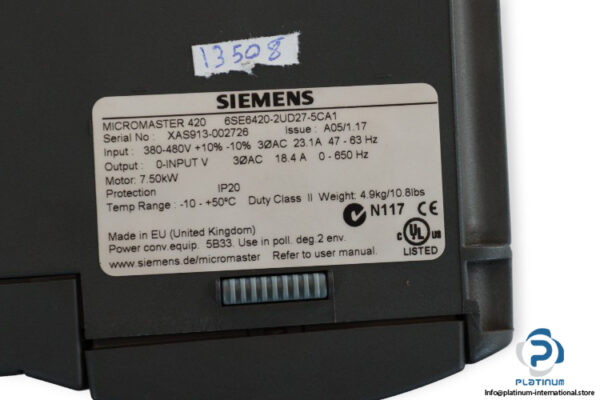 13508
SIEMENS
MICROMASTER 420 6SE6420-2UD27-5CA1
Serial No : XAS913-002726 Issue : A05/1.17
Input : 380-480V +10% -10% 3ØAC 23.1A 47 - 63 Hz
Output : 0-INPUT V 3ØAC 18.4 A 0 - 650 Hz
Motor: 7.50kW
Protection IP20
Temp Range : -10 - +50°C Duty Class II Weight: 4.9kg/10.8lbs
N117 CE
Made in EU (United Kingdom)
Power conv.equip. 5B33. Use in poll. deg.2 env.
www.siemens.de/micromaster Refer to user manual.
C UL US
LISTED
PLATINUM
Info@platinum-international.store